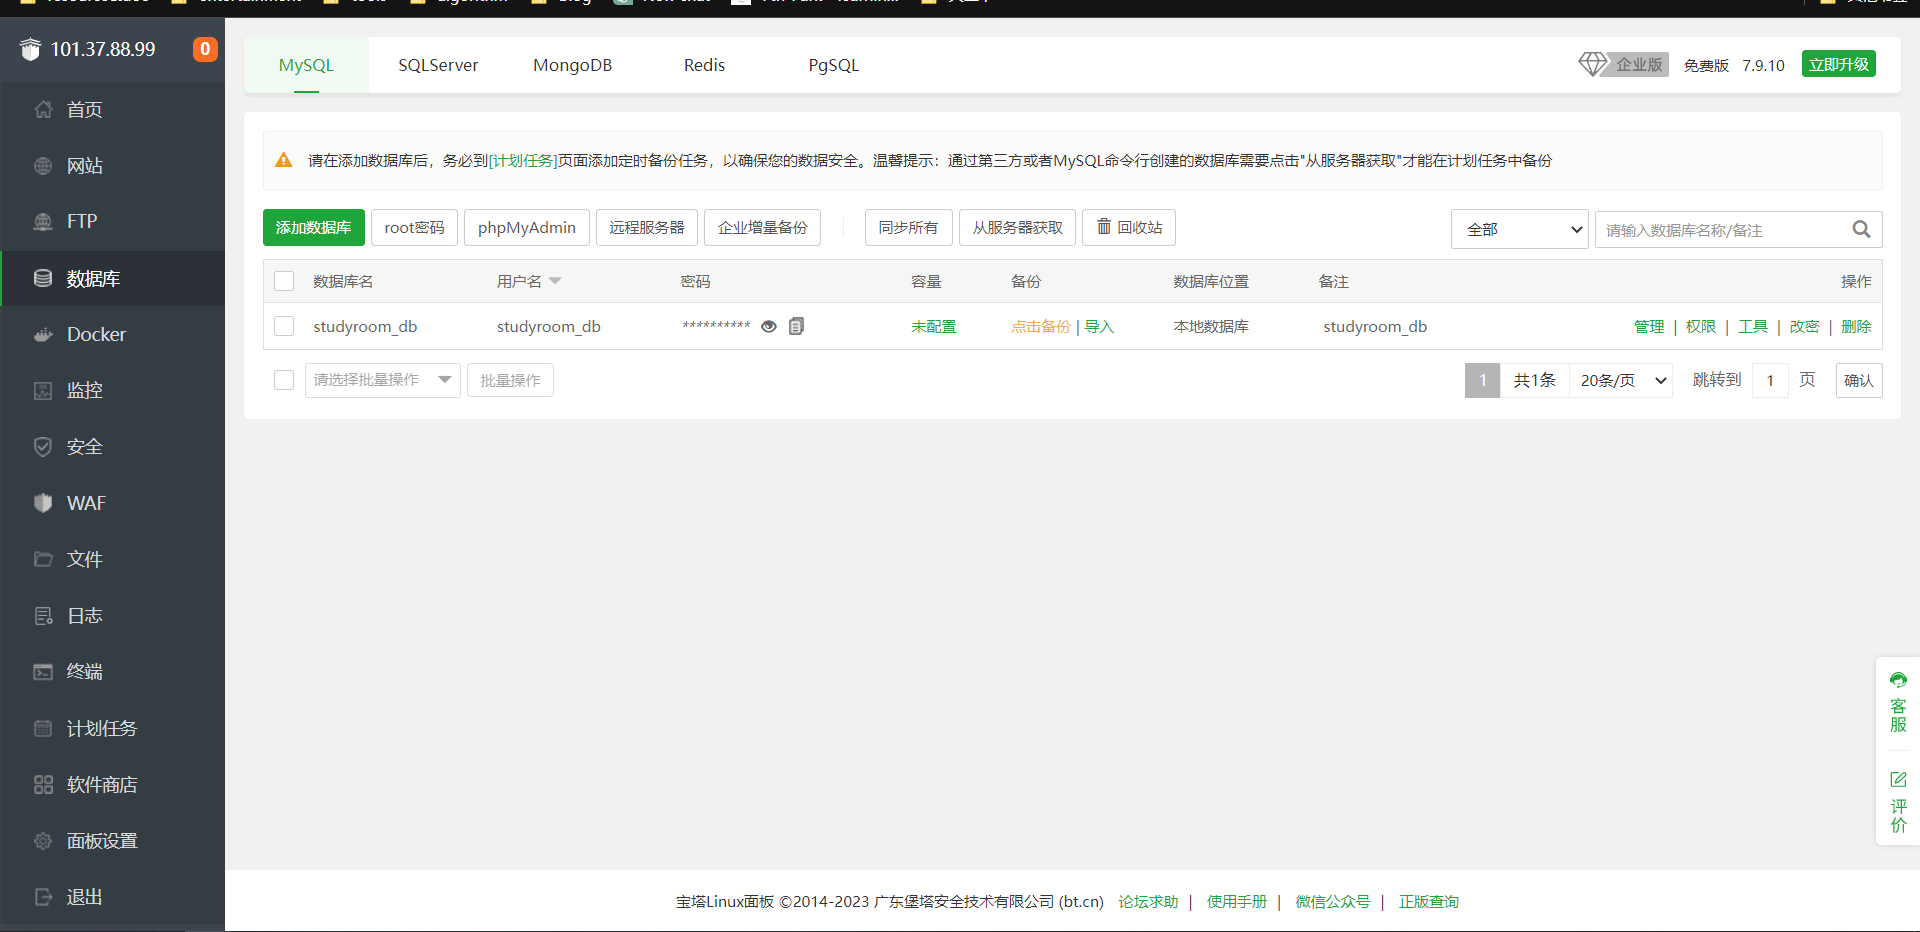 101.37.88.99 0
首页
网站
FTP
数据库
Docker
监控
安全
WAF
文件
日志
终端
计划任务
软件商店
面板设置
退出
MySQL SQLServer MongoDB Redis PgSQL 企业版 免费版 7.9.10 立即升级
请在添加数据库后，务必到[计划任务]页面添加定时备份任务，以确保您的数据安全。温馨提示：通过第三方或者MySQL命令行创建的数据库需要点击"从服务器获取"才能在计划任务中备份
添加数据库 root密码 phpMyAdmin 远程服务器 企业增量备份 同步所有 从服务器获取 回收站 全部 请输入数据库名称/备注
数据库名 用户名 密码 容量 备份 数据库位置 备注 操作
studyroom_db studyroom_db ********** 未配置 点击备份 | 导入 本地数据库 studyroom_db 管理 | 权限 | 工具 | 改密 | 删除
请选择批量操作 批量操作 1 共1条 20条/页 跳转到 1 页 确认
客服
评价
宝塔Linux面板 ©2014-2023 广东堡塔安全技术有限公司 (bt.cn) 论坛求助 | 使用手册 | 微信公众号 | 正版查询